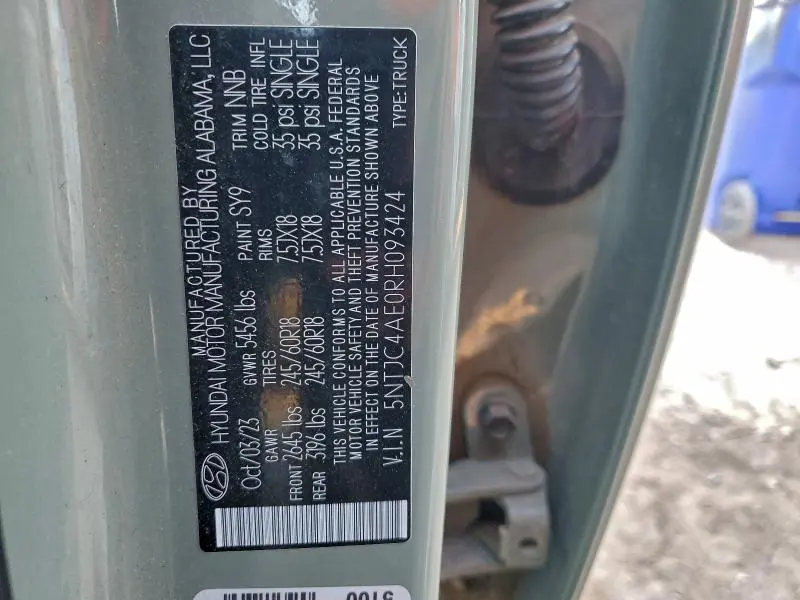 MANUFACTURED BY
HYUNDAI MOTOR MANUFACTURING ALABAMA, LLC
Oct/03/23 GVWR 5456 lbs PAINT SY9 TRIM NNB
GAWR TIRES RIMS COLD TIRE INFL
FRONT 2645 lbs 245/60R18 7.5JX18 35 psi SINGLE
REAR 3196 lbs 245/60R18 7.5JX18 35 psi SINGLE
THIS VEHICLE CONFORMS TO ALL APPLICABLE U.S.A. FEDERAL
MOTOR VEHICLE SAFETY AND THEFT PREVENTION STANDARDS
IN EFFECT ON THE DATE OF MANUFACTURE SHOWN ABOVE
V.I.N 5NTJC4AE0RH093424 TYPE:TRUCK